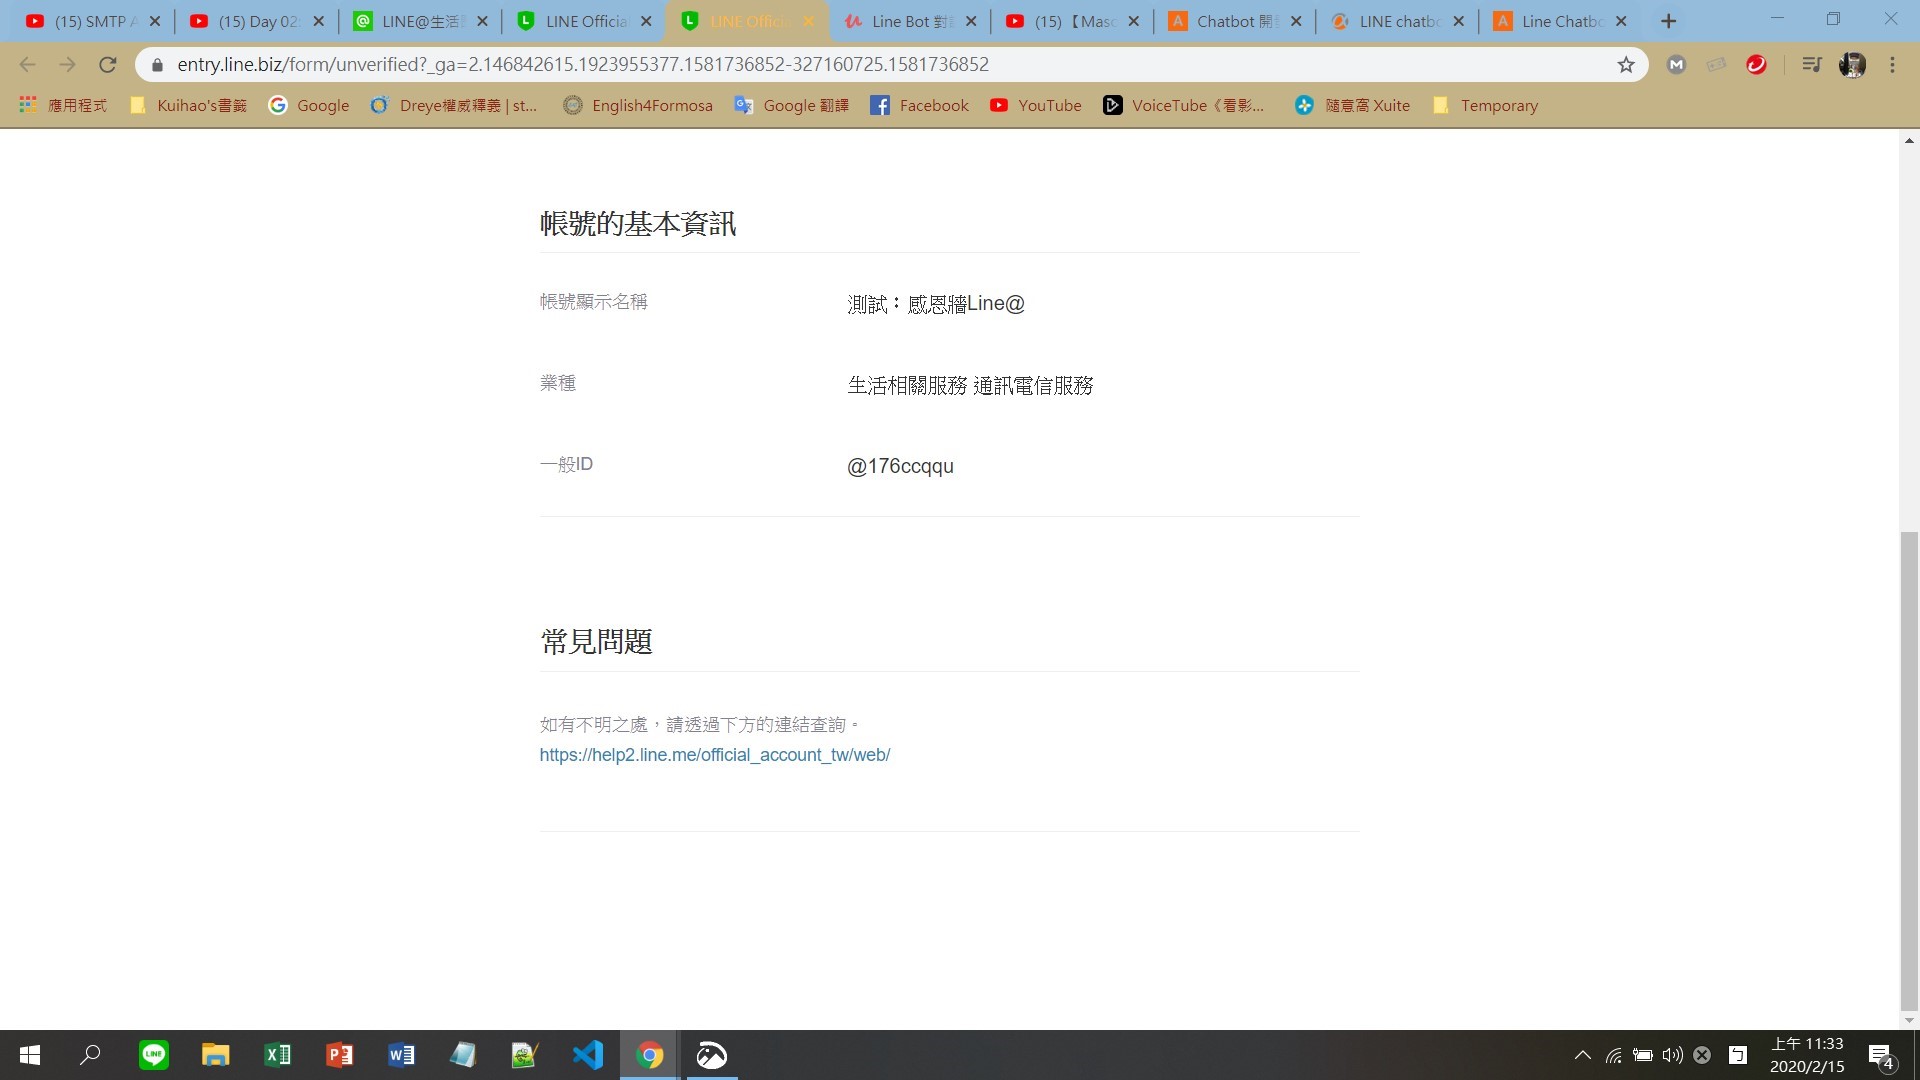 (15) SMTP A
(15) Day 02:
LINE@生活
LINE Official
LINE Officia
Line Bot 對
(15)【Maso
Chatbot 開
LINE chatbo
Line Chatbo
entry.line.biz/form/unverified?_ga=2.146842615.1923955377.1581736852-327160725.1581736852
應用程式
Kuihao's書籤
Google
Dreye權威釋義 | st...
English4Formosa
Google 翻譯
Facebook
YouTube
VoiceTube《看影...
隨意窩 Xuite
Temporary
帳號的基本資訊
帳號顯示名稱
測試：感恩牆Line@
業種
生活相關服務 通訊電信服務
一般ID
@176ccqqu
常見問題
如有不明之處，請透過下方的連結查詢。
https://help2.line.me/official_account_tw/web/
上午 11:33
2020/2/15
4